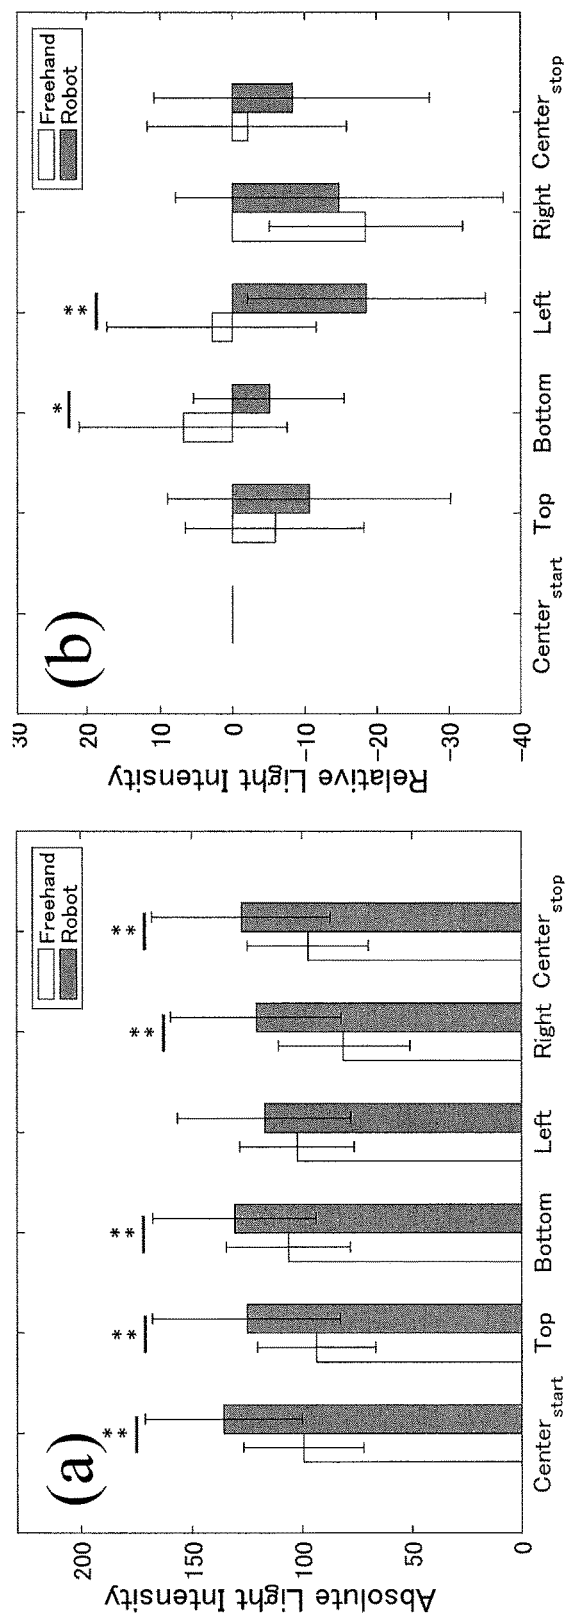 (a)
Freehand
Robot
Absolute Light Intensity
200
150
100
50
0
**
**
**
**
**
Center start
Top
Bottom
Left
Right
Center stop
(b)
Freehand
Robot
Relative Light Intensity
30
20
10
0
-10
-20
-30
-40
*
**
Center start
Top
Bottom
Left
Right
Center stop